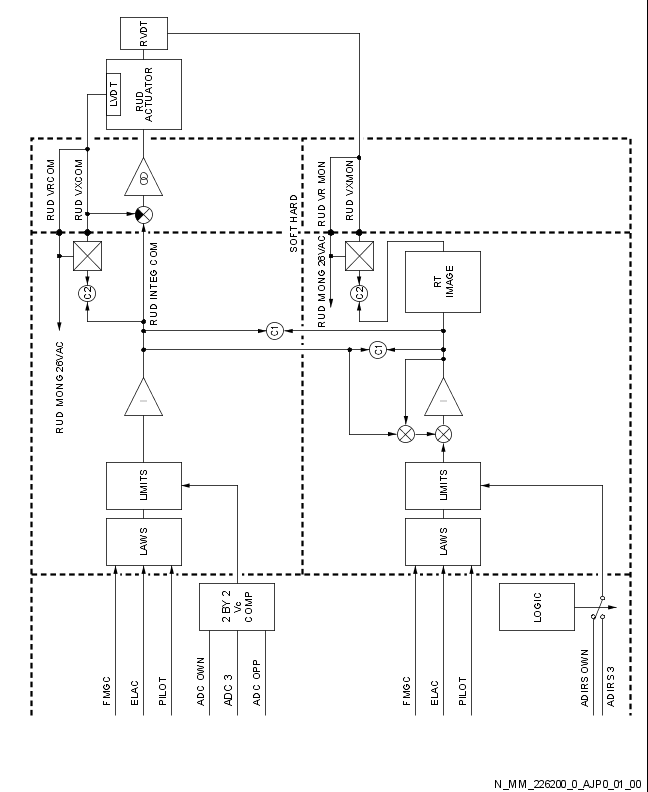 RVDT
LVDT
RUD
ACTUATOR
RUD VRCOM
RUD VXCOM
RUD VR MON
RUD VXMON
SOFT HARD
C2
RUD INTEG COM
RUD MONG 26VAC
C2
RT
IMAGE
C1
C1
RUD MONG 26VAC
LIMITS
LIMITS
LAWS
LAWS
2 BY 2
Vc
COMP
LOGIC
FMGC
ELAC
PILOT
ADC OWN
ADC 3
ADC OPP
FMGC
ELAC
PILOT
ADIRS OWN
ADIRS 3
N_MM_226200_0_AJP0_01_00